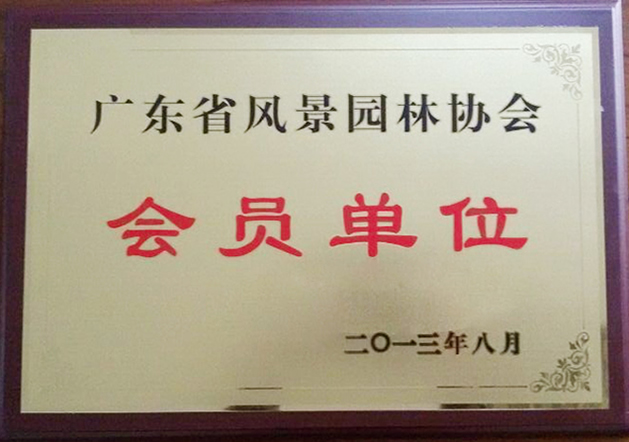 广东省风景园林协会
会员单位
二〇一三年八月